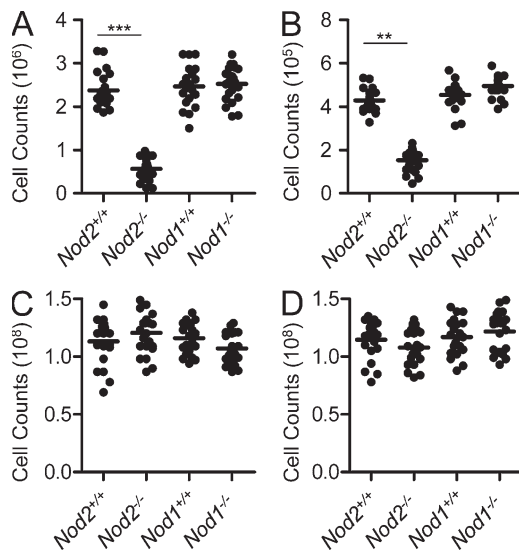 A
Cell Counts (10⁶)
4
3
2
1
0
***
Nod2+/+
Nod2-/-
Nod1+/+
Nod1-/-
B
Cell Counts (10⁵)
8
6
4
2
0
**
Nod2+/+
Nod2-/-
Nod1+/+
Nod1-/-
C
Cell Counts (10⁸)
1.5
1.0
0.5
0.0
Nod2+/+
Nod2-/-
Nod1+/+
Nod1-/-
D
Cell Counts (10⁸)
1.5
1.0
0.5
0.0
Nod2+/+
Nod2-/-
Nod1+/+
Nod1-/-